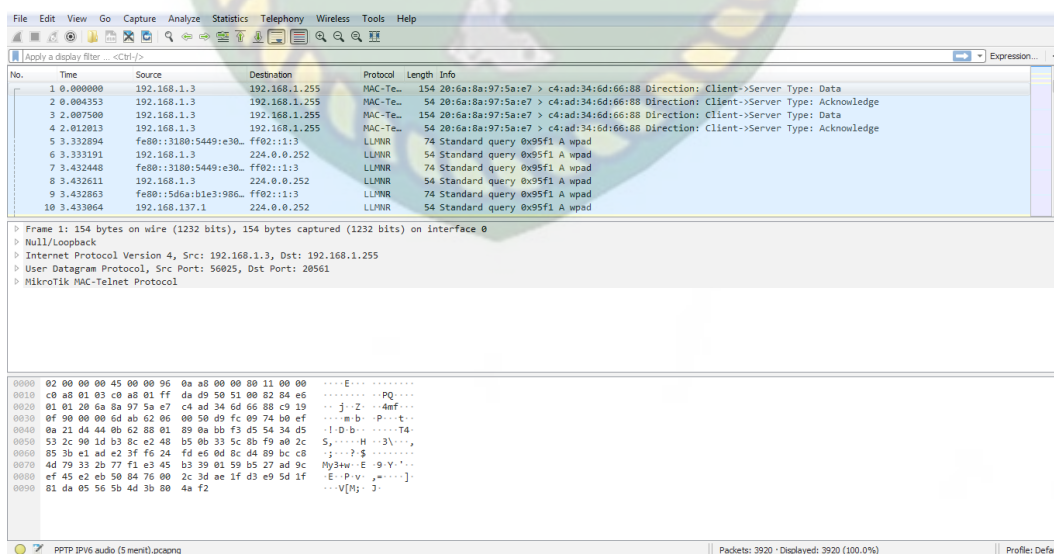 File Edit View Go Capture Analyze Statistics Telephony Wireless Tools Help
Apply a display filter ... <Ctrl-/> Expression...
No. Time Source Destination Protocol Length Info
1 0.000000 192.168.1.3 192.168.1.255 MAC-Te… 154 20:6a:8a:97:5a:e7 > c4:ad:34:6d:66:88 Direction: Client->Server Type: Data
2 0.004353 192.168.1.3 192.168.1.255 MAC-Te… 54 20:6a:8a:97:5a:e7 > c4:ad:34:6d:66:88 Direction: Client->Server Type: Acknowledge
3 2.007500 192.168.1.3 192.168.1.255 MAC-Te… 154 20:6a:8a:97:5a:e7 > c4:ad:34:6d:66:88 Direction: Client->Server Type: Data
4 2.012013 192.168.1.3 192.168.1.255 MAC-Te… 54 20:6a:8a:97:5a:e7 > c4:ad:34:6d:66:88 Direction: Client->Server Type: Acknowledge
5 3.332894 fe80::3180:5449:e30… ff02::1:3 LLMNR 74 Standard query 0x95f1 A wpad
6 3.333191 192.168.1.3 224.0.0.252 LLMNR 54 Standard query 0x95f1 A wpad
7 3.432448 fe80::3180:5449:e30… ff02::1:3 LLMNR 74 Standard query 0x95f1 A wpad
8 3.432611 192.168.1.3 224.0.0.252 LLMNR 54 Standard query 0x95f1 A wpad
9 3.432863 fe80::5d6a:b1e3:986… ff02::1:3 LLMNR 74 Standard query 0x95f1 A wpad
10 3.433064 192.168.137.1 224.0.0.252 LLMNR 54 Standard query 0x95f1 A wpad
Frame 1: 154 bytes on wire (1232 bits), 154 bytes captured (1232 bits) on interface 0
Null/Loopback
Internet Protocol Version 4, Src: 192.168.1.3, Dst: 192.168.1.255
User Datagram Protocol, Src Port: 56025, Dst Port: 20561
MikroTik MAC-Telnet Protocol
0000 02 00 00 00 45 00 00 96 0a a8 00 00 80 11 00 00 ····E··· ········
0010 c0 a8 01 03 c0 a8 01 ff da d9 50 51 00 82 84 e6 ········ ··PQ····
0020 01 01 20 6a 8a 97 5a e7 c4 ad 34 6d 66 88 c9 19 ·· j··Z· ··4mf···
0030 0f 90 00 00 6d ab 62 06 00 50 d9 fc 09 74 b0 ef ····m·b· ·P···t··
0040 0a 21 d4 44 0b 62 88 01 89 0a bb f3 d5 54 34 d5 ·!·D·b·· ·····T4·
0050 53 2c 90 1d b3 8c e2 48 b5 0b 33 5c 8b f9 a0 2c S,·····H ··3\···,
0060 85 3b e1 ad e2 3f f6 24 fd e6 0d 8c d4 89 bc c8 ·;···?·$ ········
0070 4d 79 33 2b 77 f1 e3 45 b3 39 01 59 b5 27 ad 9c My3+w··E ·9·Y·'··
0080 ef 45 e2 eb 50 84 76 00 2c 3d ae 1f d3 e9 5d 1f ·E··P·v· ,=····]·
0090 81 da 05 56 5b 4d 3b 80 4a f2 ···V[M;· J·
PPTP IPV6 audio (5 menit).pcapng Packets: 3920 · Displayed: 3920 (100.0%) Profile: Defa